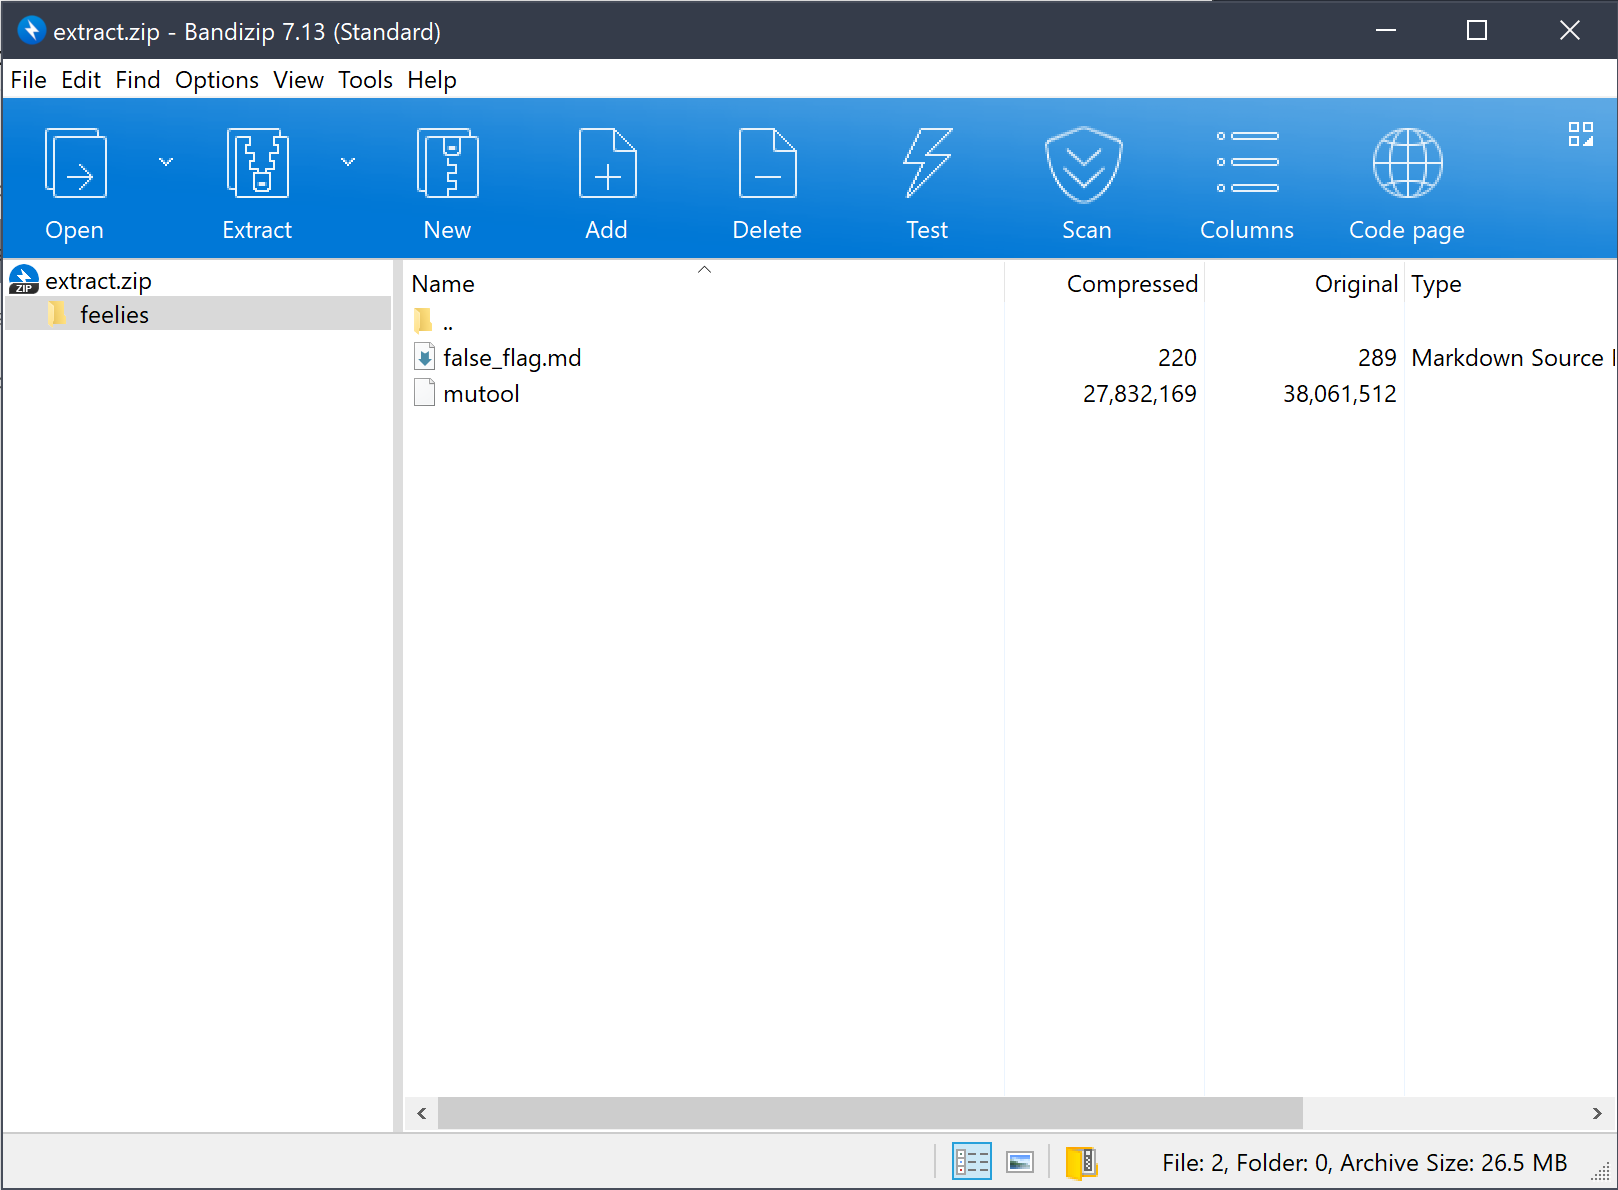 extract.zip - Bandizip 7.13 (Standard)
File Edit Find Options View Tools Help
Open Extract New Add Delete Test Scan Columns Code page
ZIP extract.zip
feelies
Name Compressed Original Type
..
false_flag.md 220 289 Markdown Source
mutool 27,832,169 38,061,512
File: 2, Folder: 0, Archive Size: 26.5 MB